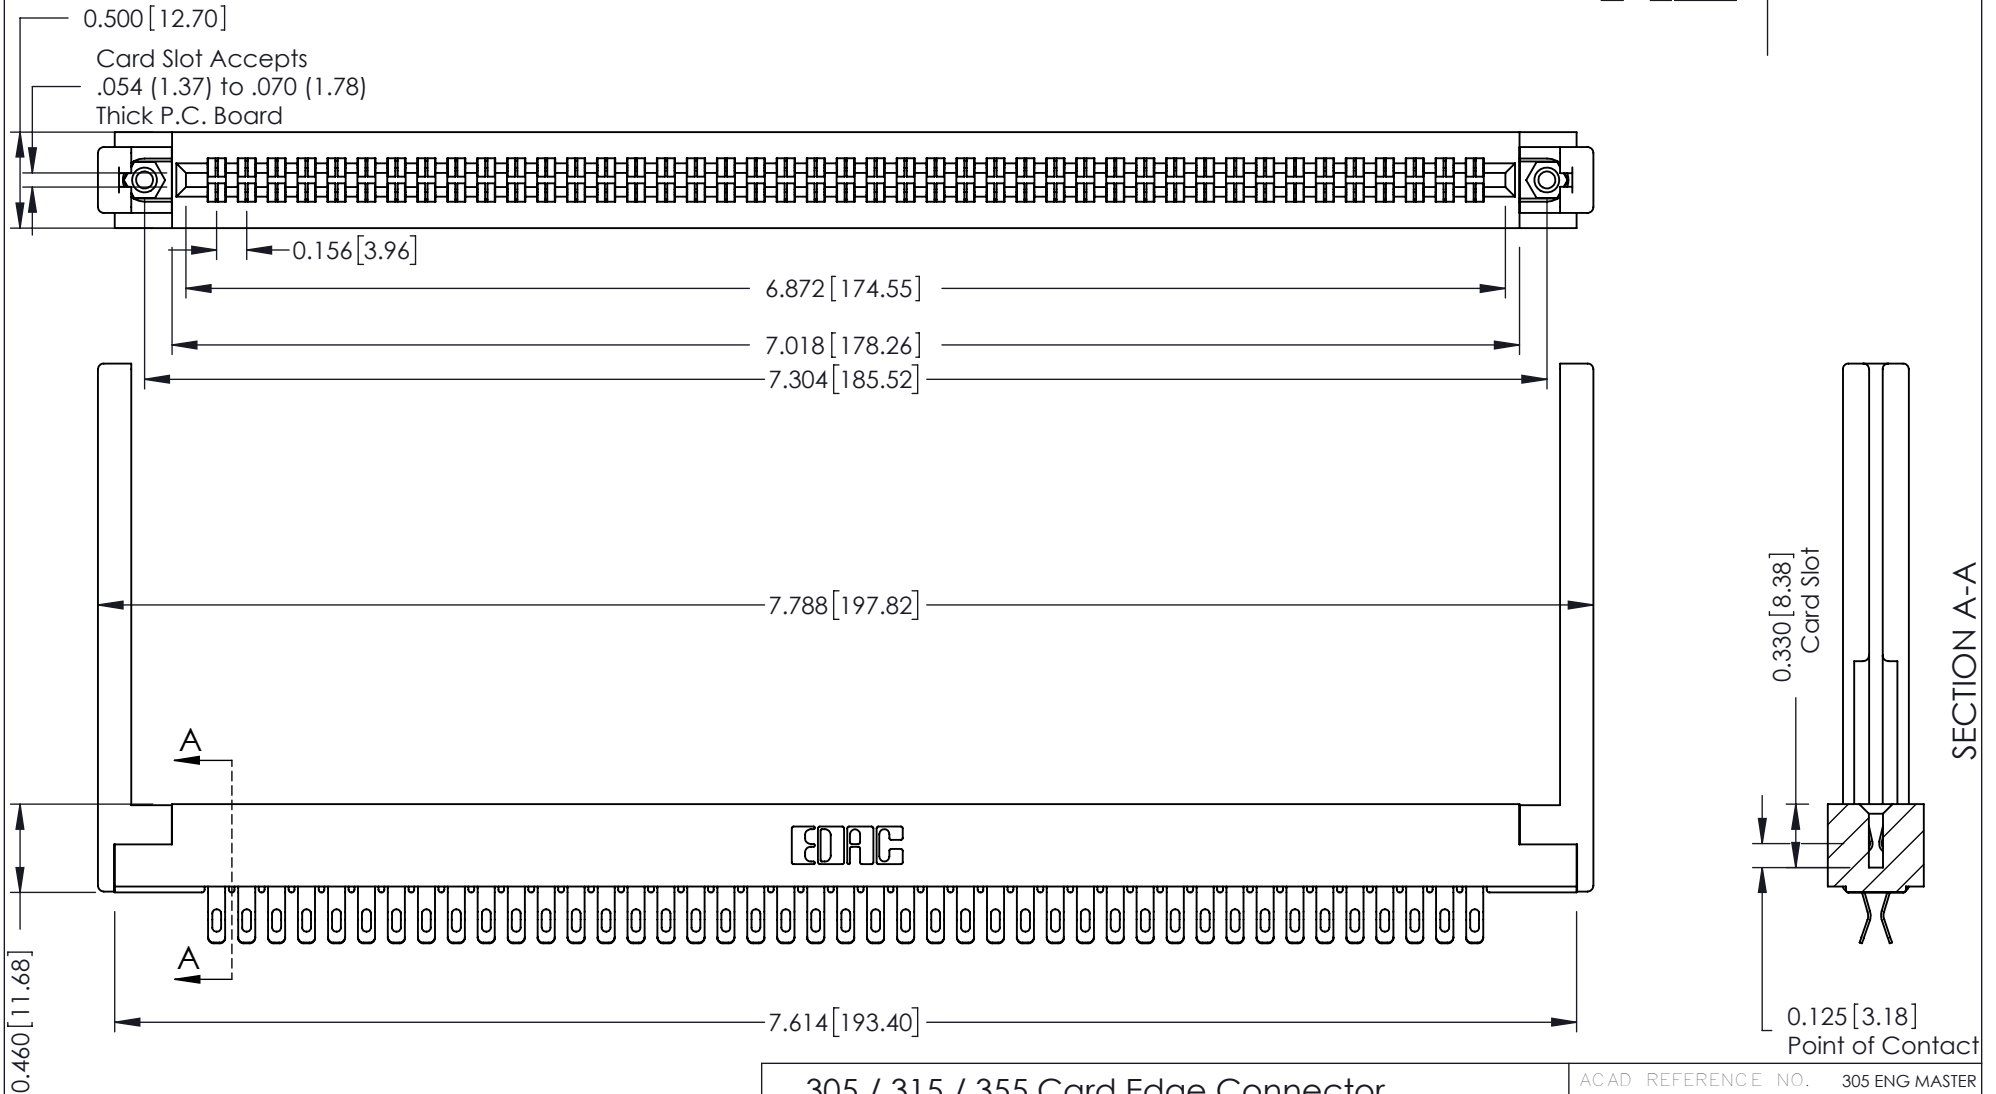 0.500 [12.70]
Card Slot Accepts
.054 (1.37) to .070 (1.78)
Thick P.C. Board
0.156 [3.96]
6.872 [174.55]
7.018 [178.26]
7.304 [185.52]
7.788 [197.82]
0.330 [8.38]
Card Slot
SECTION A-A
A
EDAC
A
0.460 [11.68]
7.614 [193.40]
0.125 [3.18]
Point of Contact
305 / 315 / 355 Card Edge Connector
ACAD REFERENCE NO. 305 ENG MASTER